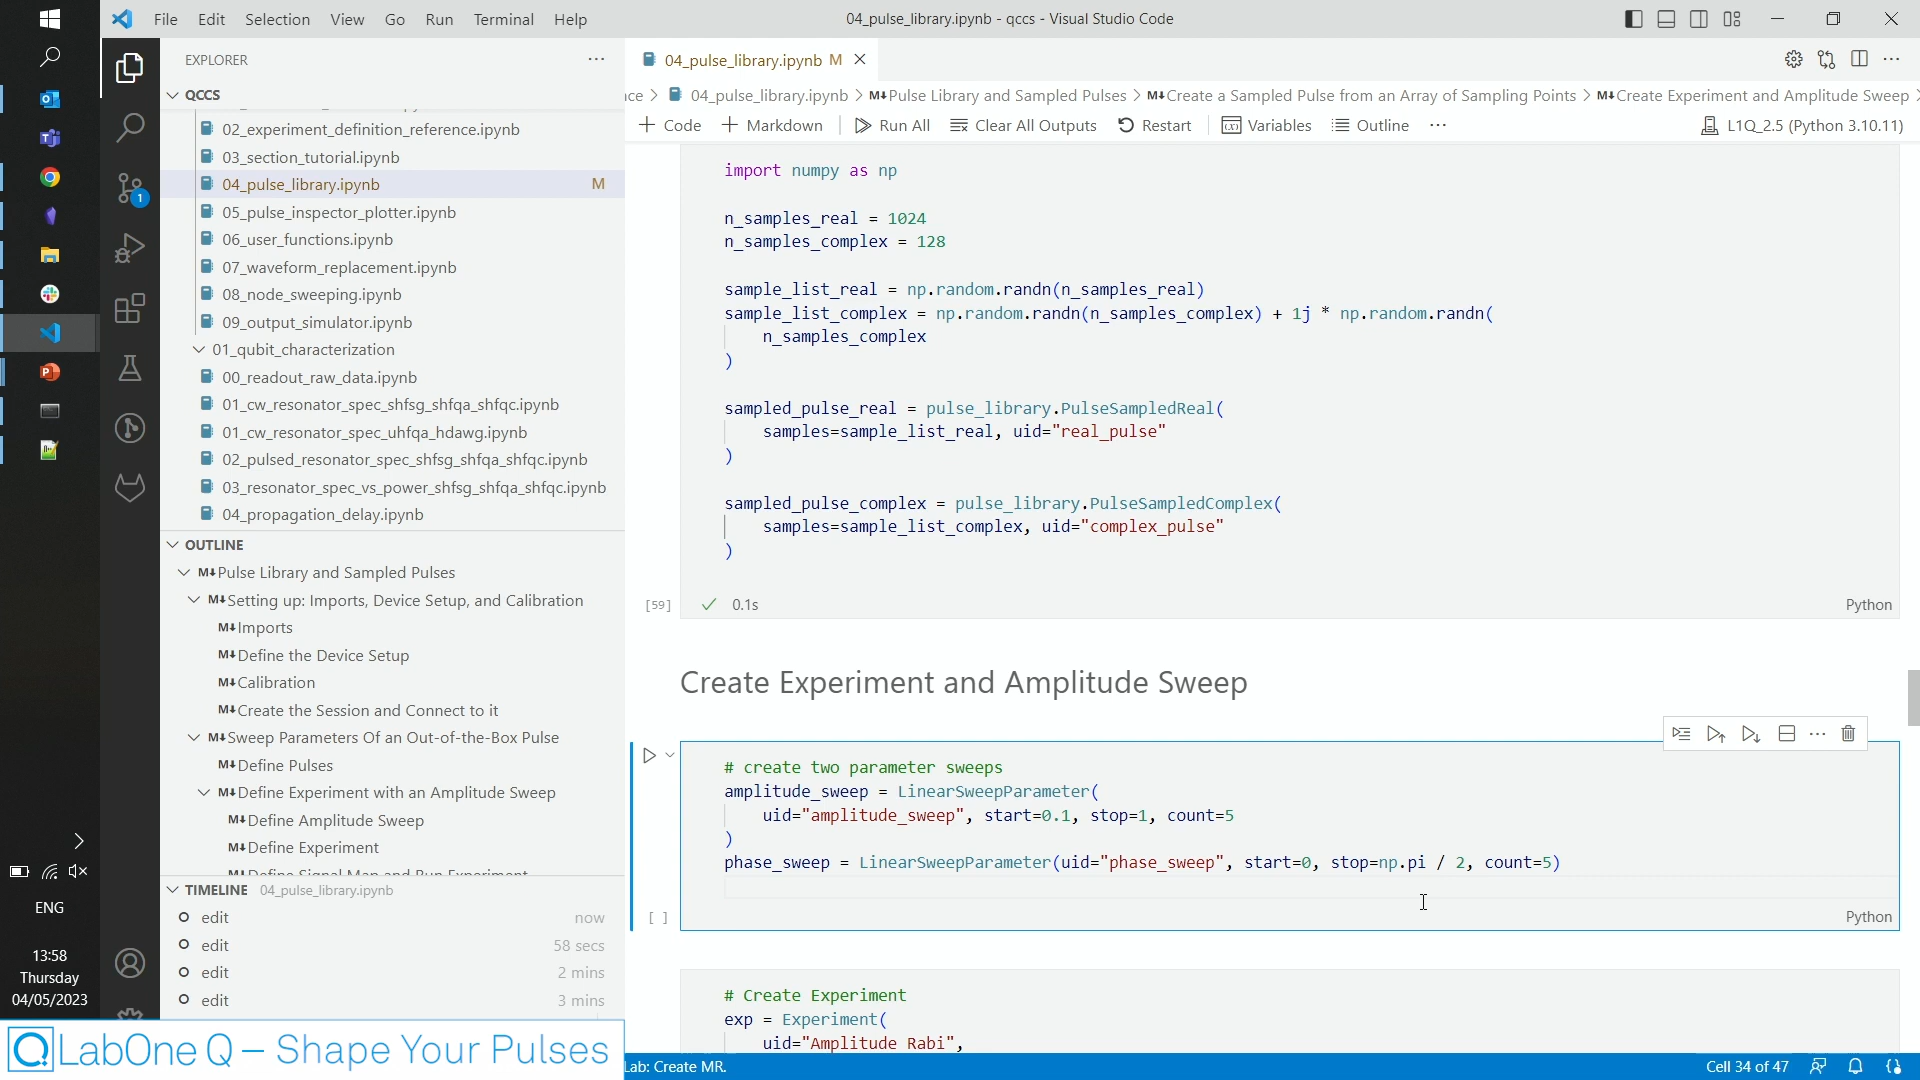 File Edit Selection View Go Run Terminal Help
04_pulse_library.ipynb - qccs - Visual Studio Code
EXPLORER
QCCS
02_experiment_definition_reference.ipynb
03_section_tutorial.ipynb
04_pulse_library.ipynb M
05_pulse_inspector_plotter.ipynb
06_user_functions.ipynb
07_waveform_replacement.ipynb
08_node_sweeping.ipynb
09_output_simulator.ipynb
01_qubit_characterization
00_readout_raw_data.ipynb
01_cw_resonator_spec_shfsg_shfqa_shfqc.ipynb
01_cw_resonator_spec_uhfqa_hdawg.ipynb
02_pulsed_resonator_spec_shfsg_shfqa_shfqc.ipynb
03_resonator_spec_vs_power_shfsg_shfqa_shfqc.ipynb
04_propagation_delay.ipynb
OUTLINE
M↓Pulse Library and Sampled Pulses
M↓Setting up: Imports, Device Setup, and Calibration
M↓Imports
M↓Define the Device Setup
M↓Calibration
M↓Create the Session and Connect to it
M↓Sweep Parameters Of an Out-of-the-Box Pulse
M↓Define Pulses
M↓Define Experiment with an Amplitude Sweep
M↓Define Amplitude Sweep
M↓Define Experiment
M↓Define Signal Map and Run Experiment
TIMELINE 04_pulse_library.ipynb
edit now
edit 58 secs
edit 2 mins
edit 3 mins
1
ENG
13:58
Thursday
04/05/2023
LabOne Q – Shape Your Pulses
04_pulse_library.ipynb M
ce > 04_pulse_library.ipynb > M↓Pulse Library and Sampled Pulses > M↓Create a Sampled Pulse from an Array of Sampling Points > M↓Create Experiment and Amplitude Sweep
+ Code + Markdown Run All Clear All Outputs Restart Variables Outline ··· L1Q_2.5 (Python 3.10.11)
import numpy as np
n_samples_real = 1024
n_samples_complex = 128
sample_list_real = np.random.randn(n_samples_real)
sample_list_complex = np.random.randn(n_samples_complex) + 1j * np.random.randn(
n_samples_complex
)
sampled_pulse_real = pulse_library.PulseSampledReal(
samples=sample_list_real, uid="real_pulse"
)
sampled_pulse_complex = pulse_library.PulseSampledComplex(
samples=sample_list_complex, uid="complex_pulse"
)
[59] ✓ 0.1s Python
Create Experiment and Amplitude Sweep
# create two parameter sweeps
amplitude_sweep = LinearSweepParameter(
uid="amplitude_sweep", start=0.1, stop=1, count=5
)
phase_sweep = LinearSweepParameter(uid="phase_sweep", start=0, stop=np.pi / 2, count=5)
[ ] Python
# Create Experiment
exp = Experiment(
uid="Amplitude Rabi",
Lab: Create MR.
Cell 34 of 47